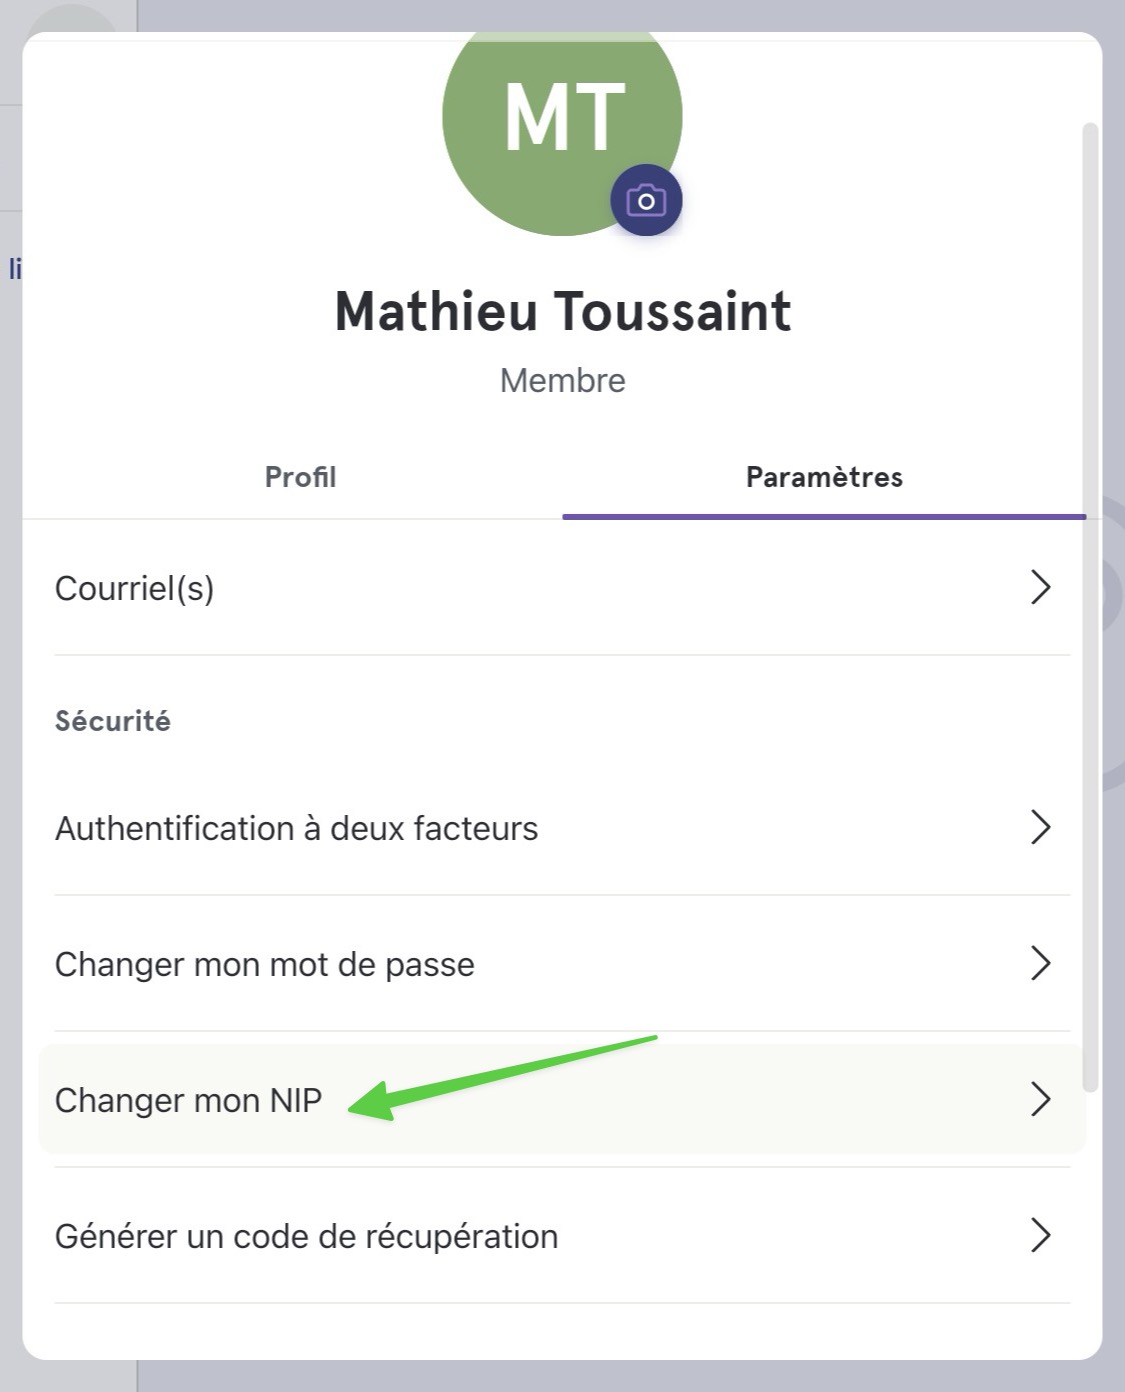 MT
li
Mathieu Toussaint
Membre
Profil
Paramètres
Courriel(s)
Sécurité
Authentification à deux facteurs
Changer mon mot de passe
Changer mon NIP
Générer un code de récupération